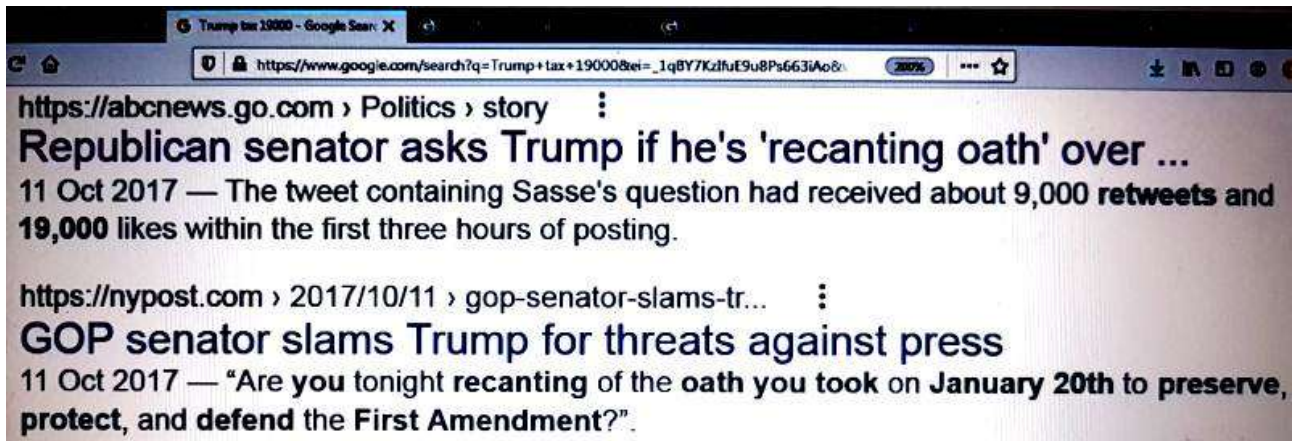 Trump tax 19000 - Google Searc
https://www.google.com/search?q=Trump+tax+19000&ei=_1qBY7KzIfuE9u8Ps663iAo& 200%
https://abcnews.go.com › Politics › story
Republican senator asks Trump if he's 'recanting oath' over ...
11 Oct 2017 — The tweet containing Sasse's question had received about 9,000 retweets and
19,000 likes within the first three hours of posting.
https://nypost.com › 2017/10/11 › gop-senator-slams-tr...
GOP senator slams Trump for threats against press
11 Oct 2017 — “Are you tonight recanting of the oath you took on January 20th to preserve,
protect, and defend the First Amendment?”.